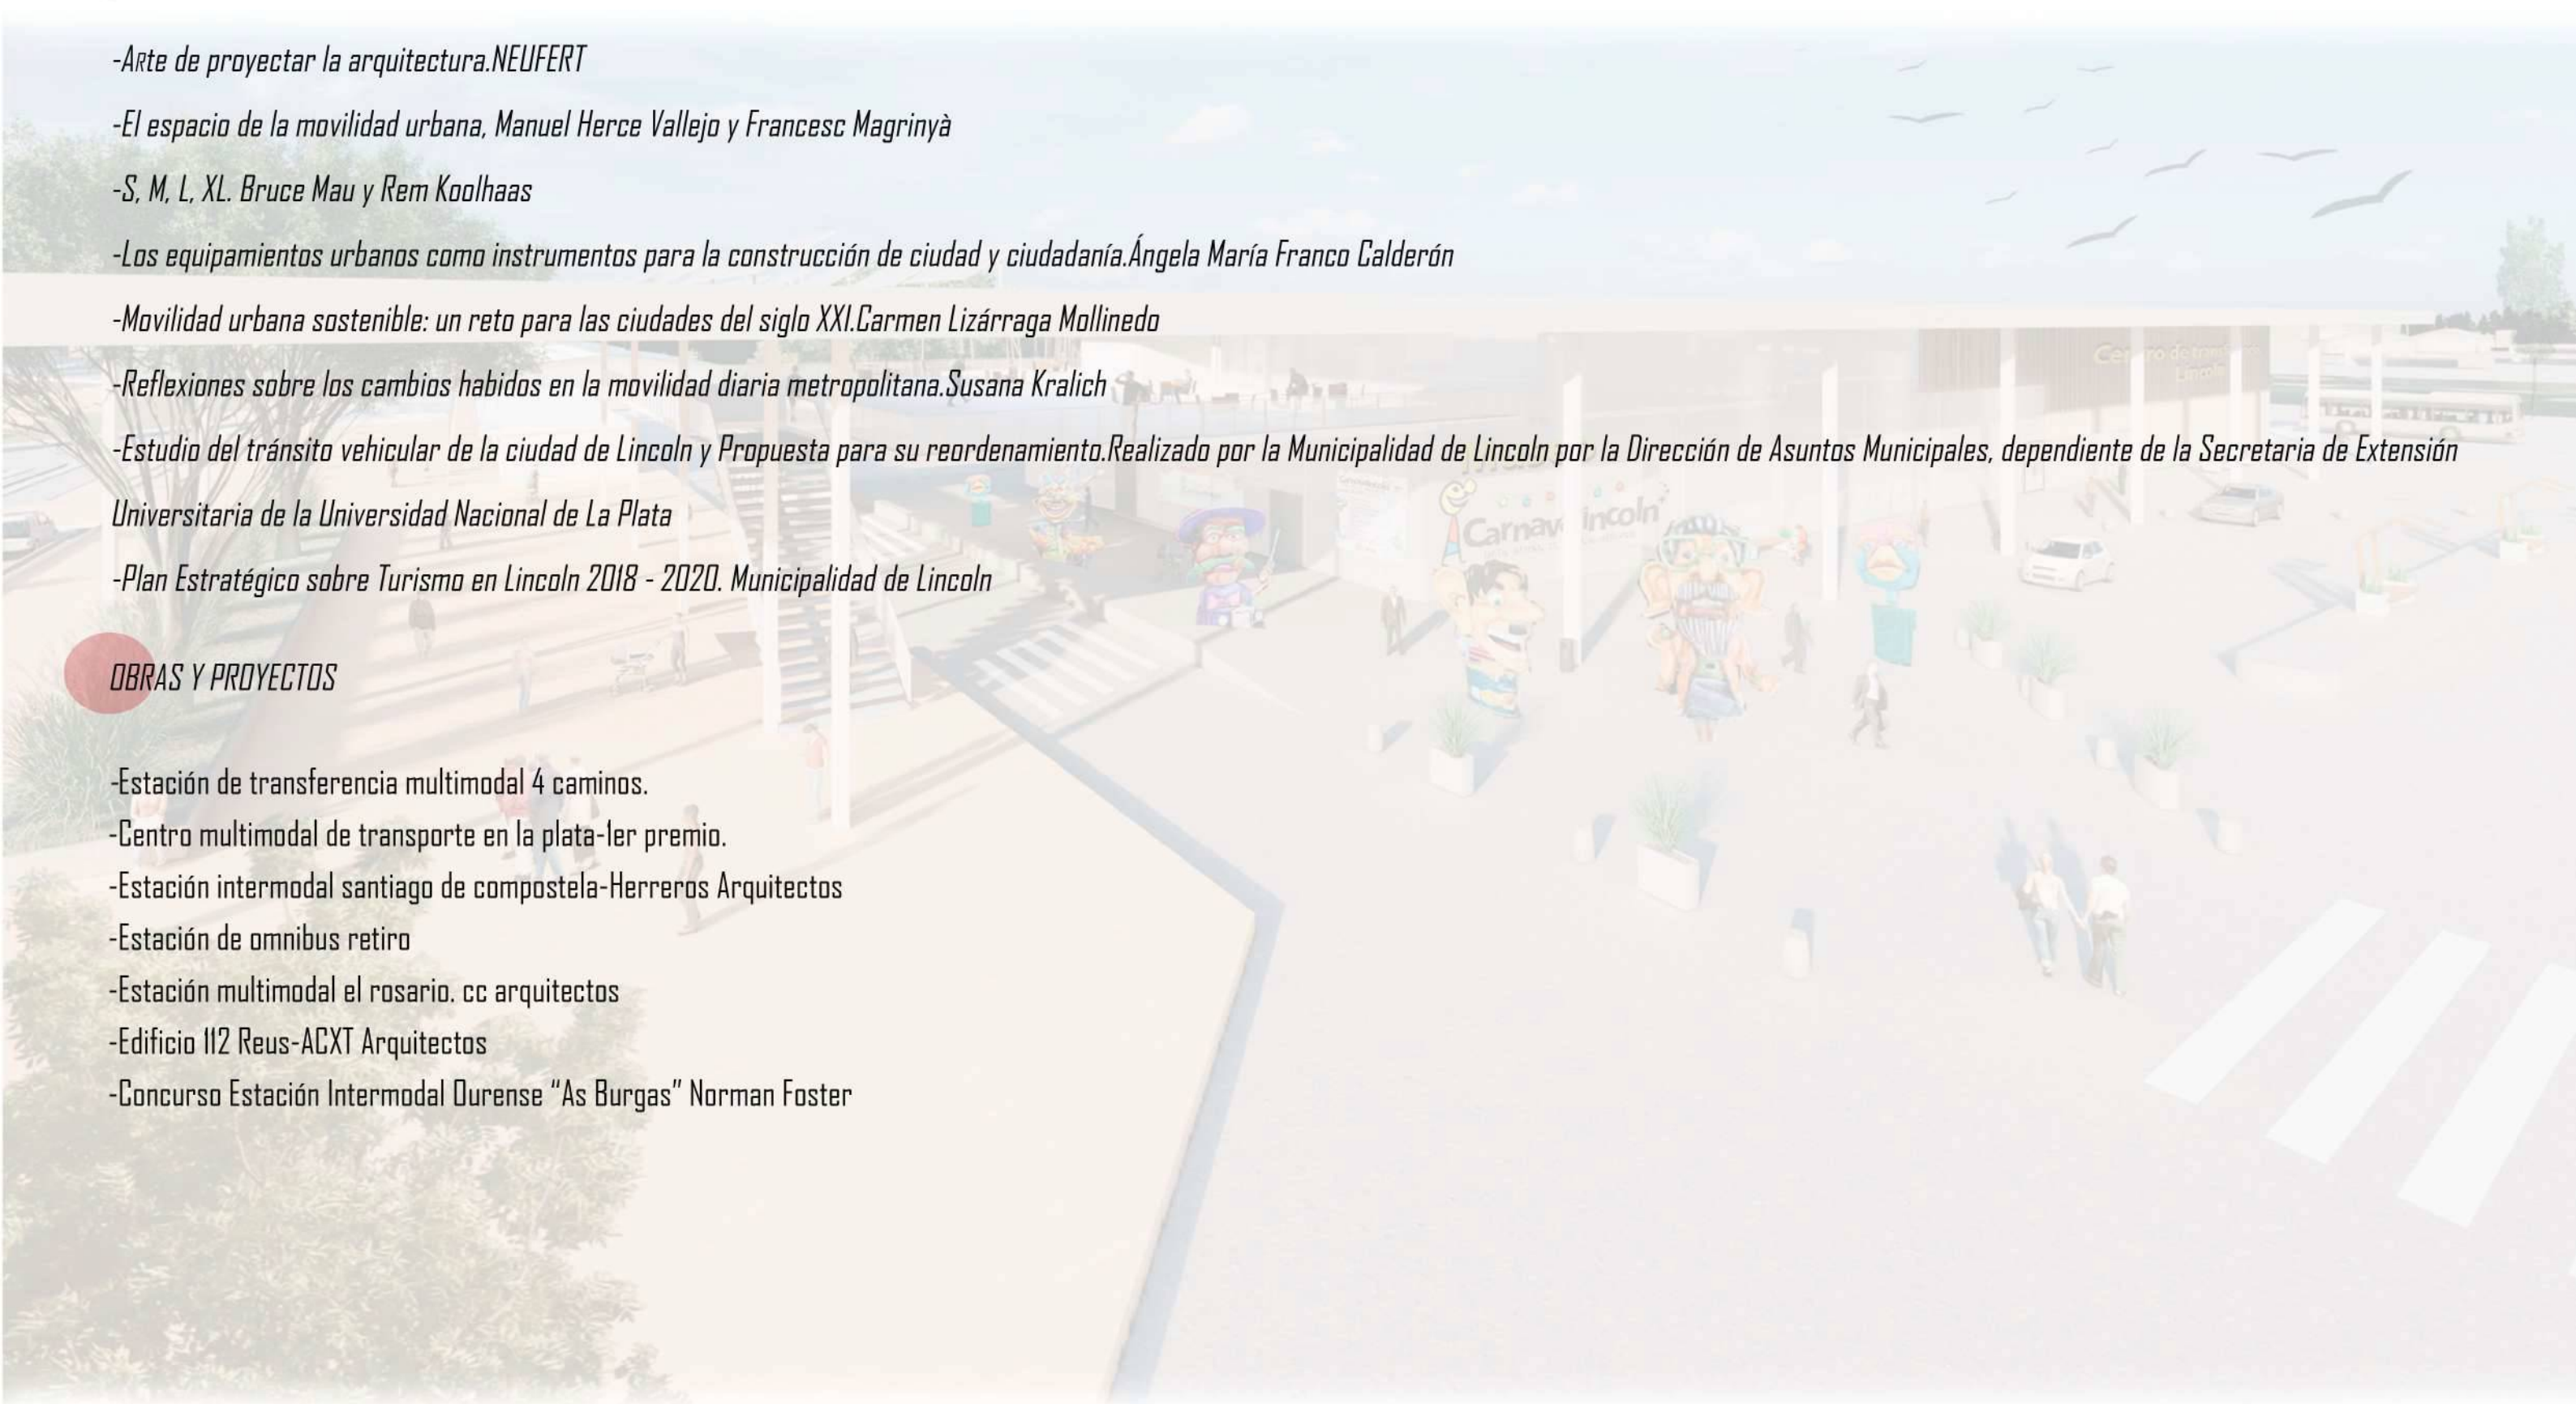 -Arte de proyectar la arquitectura.NEUFERT
-El espacio de la movilidad urbana, Manuel Herce Vallejo y Francesc Magrinyà
-S, M, L, XL. Bruce Mau y Rem Koolhaas
-Los equipamientos urbanos como instrumentos para la construcción de ciudad y ciudadanía.Ángela María Franco Calderón
-Movilidad urbana sostenible: un reto para las ciudades del siglo XXI.Carmen Lizárraga Mollinedo
-Reflexiones sobre los cambios habidos en la movilidad diaria metropolitana.Susana Kralich
-Estudio del tránsito vehicular de la ciudad de Lincoln y Propuesta para su reordenamiento.Realizado por la Municipalidad de Lincoln por la Dirección de Asuntos Municipales, dependiente de la Secretaria de Extensión
Universitaria de la Universidad Nacional de La Plata
-Plan Estratégico sobre Turismo en Lincoln 2018 - 2020. Municipalidad de Lincoln
OBRAS Y PROYECTOS
-Estación de transferencia multimodal 4 caminos.
-Centro multimodal de transporte en la plata-1er premio.
-Estación intermodal santiago de compostela-Herreros Arquitectos
-Estación de omnibus retiro
-Estación multimodal el rosario. cc arquitectos
-Edificio 112 Reus-ACXT Arquitectos
-Concurso Estación Intermodal Ourense “As Burgas” Norman Foster